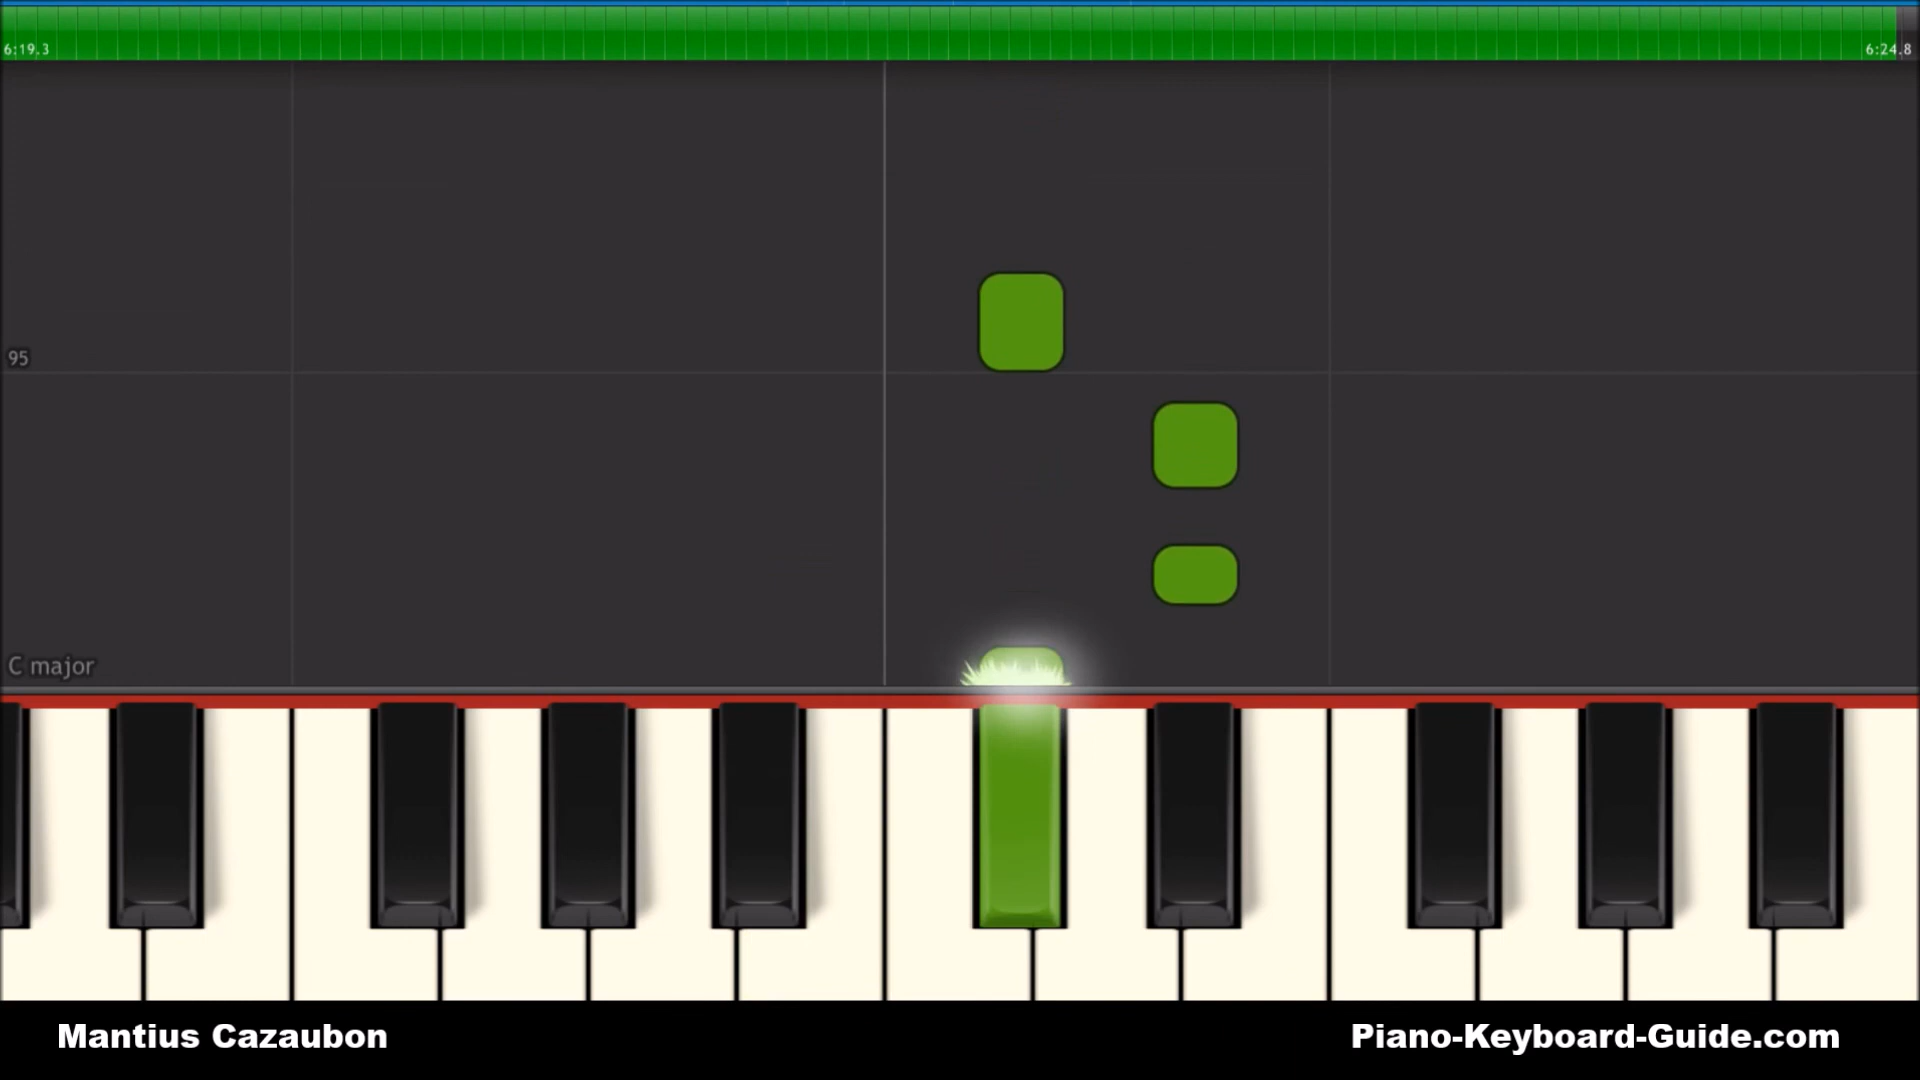 6:19.3
6:24.8
95
C major
Mantius Cazaubon
Piano-Keyboard-Guide.com